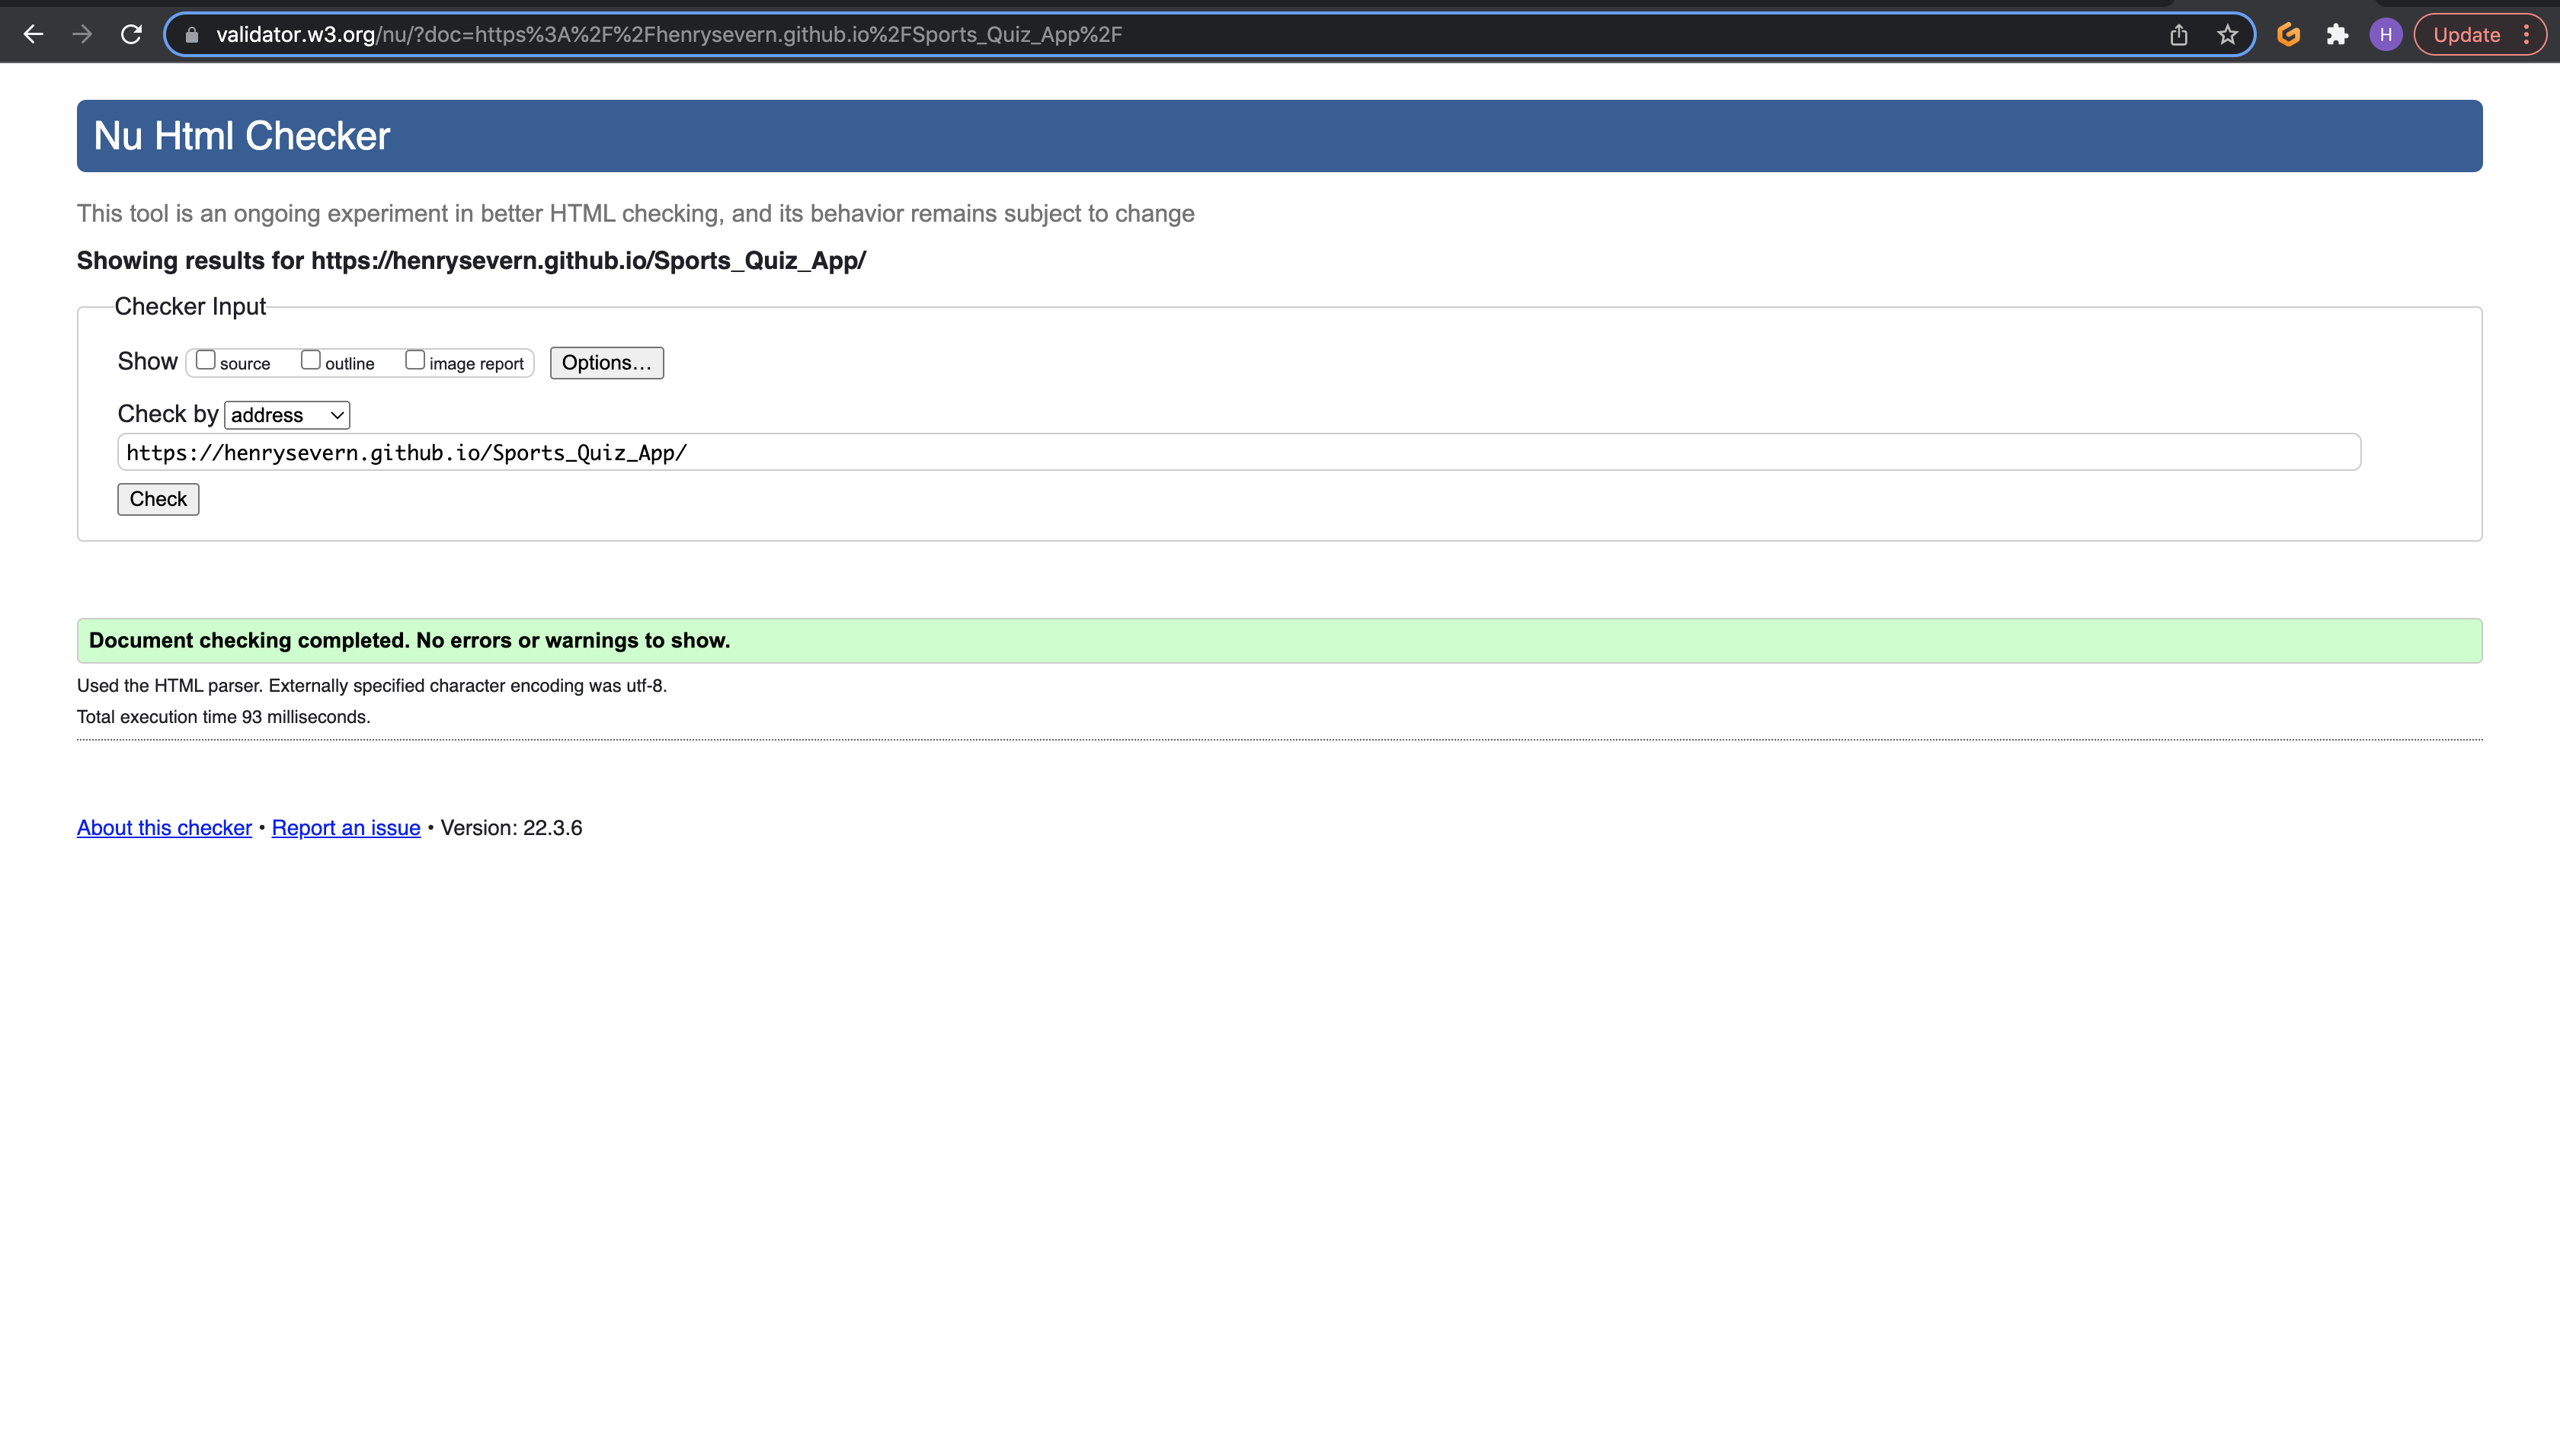 validator.w3.org/nu/?doc=https%3A%2F%2Fhenrysevern.github.io%2FSports_Quiz_App%2F
H
Update
Nu Html Checker
This tool is an ongoing experiment in better HTML checking, and its behavior remains subject to change
Showing results for https://henrysevern.github.io/Sports_Quiz_App/
Checker Input
Show source outline image report Options...
Check by address
https://henrysevern.github.io/Sports_Quiz_App/
Check
Document checking completed. No errors or warnings to show.
Used the HTML parser. Externally specified character encoding was utf-8.
Total execution time 93 milliseconds.
About this checker • Report an issue • Version: 22.3.6